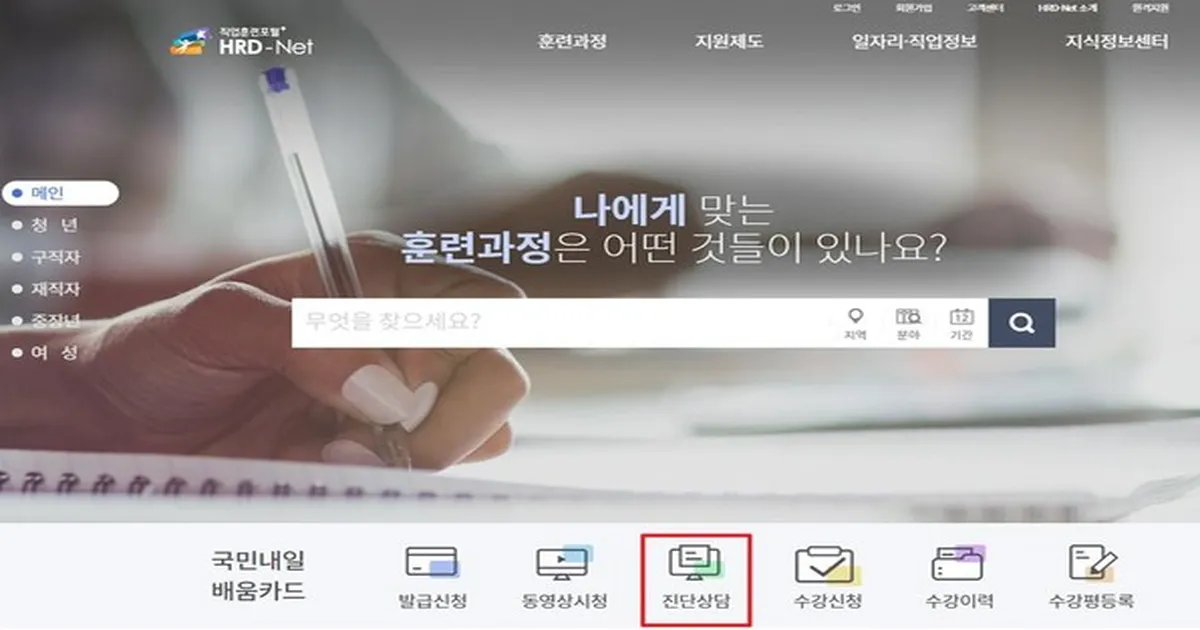 로그인 회원가입 고객센터 HRD-Net 소개 원격지원
직업훈련포털+
HRD-Net
훈련과정 지원제도 일자리·직업정보 지식정보센터
메인
청 년
구직자
재직자
중장년
여 성
나에게 맞는
훈련과정은 어떤 것들이 있나요?
무엇을 찾으세요?
지역 분야 기간
12
국민내일
배움카드
발급신청 동영상시청 진단상담 수강신청 수강이력 수강평등록